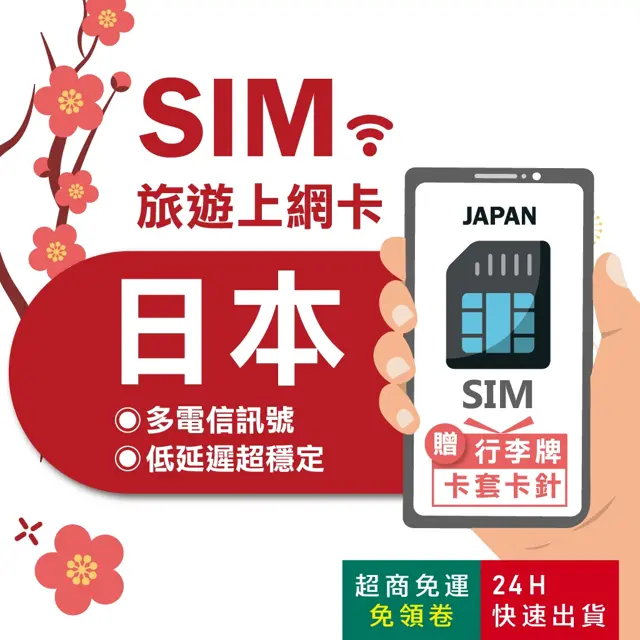 SIM
旅遊上網卡
日本
多電信訊號
低延遲超穩定
JAPAN
SIM
贈 行李牌
卡套卡針
超商免運
免領卷
24H
快速出貨